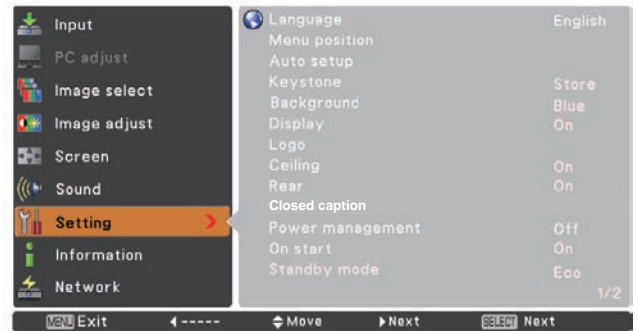 Input
PC adjust
Image select
Image adjust
Screen
Sound
Setting
Information
Network
Language English
Menu position
Auto setup
Keystone Store
Background Blue
Display On
Logo
Ceiling On
Rear On
Closed caption
Power management Off
On start On
Standby mode Eco
1/2
MENU Exit ◀----- Move ▶Next SELECT Next